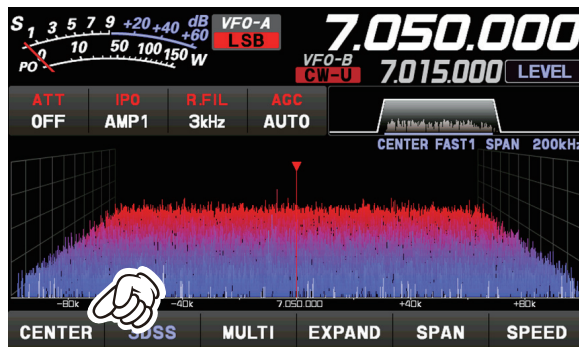 S 1 3 5 7 9 +20 +40 +60 dB
PO 0 10 50 100 150 W
VFO-A
LSB
7.050.000
VFO-B
CW-U
7.015.000
LEVEL
ATT IPO R.FIL AGC
OFF AMP1 3kHz AUTO
CENTER FAST1 SPAN 200kHz
-80k -40k 7.050.000 +40k +80k
CENTER 3DSS MULTI EXPAND SPAN SPEED